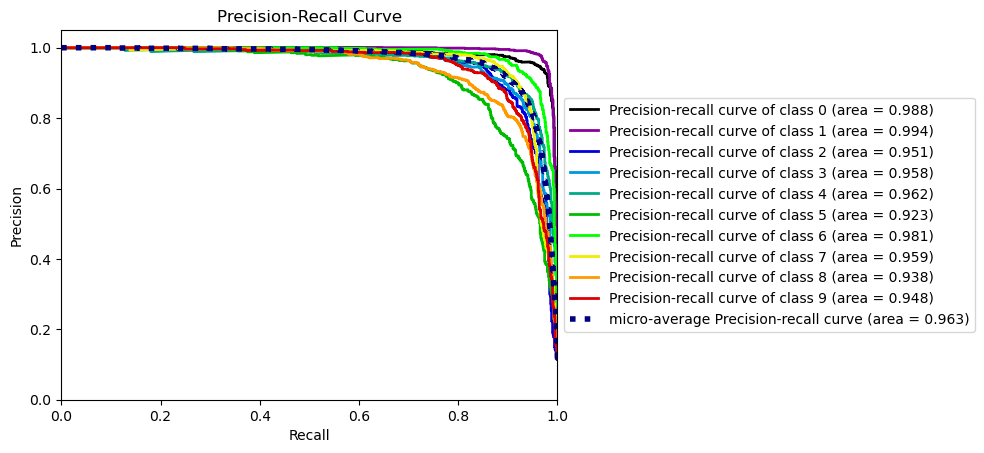 Precision-Recall Curve
Precision
1.0
0.8
0.6
0.4
0.2
0.0
0.0 0.2 0.4 0.6 0.8 1.0
Recall
Precision-recall curve of class 0 (area = 0.988)
Precision-recall curve of class 1 (area = 0.994)
Precision-recall curve of class 2 (area = 0.951)
Precision-recall curve of class 3 (area = 0.958)
Precision-recall curve of class 4 (area = 0.962)
Precision-recall curve of class 5 (area = 0.923)
Precision-recall curve of class 6 (area = 0.981)
Precision-recall curve of class 7 (area = 0.959)
Precision-recall curve of class 8 (area = 0.938)
Precision-recall curve of class 9 (area = 0.948)
micro-average Precision-recall curve (area = 0.963)